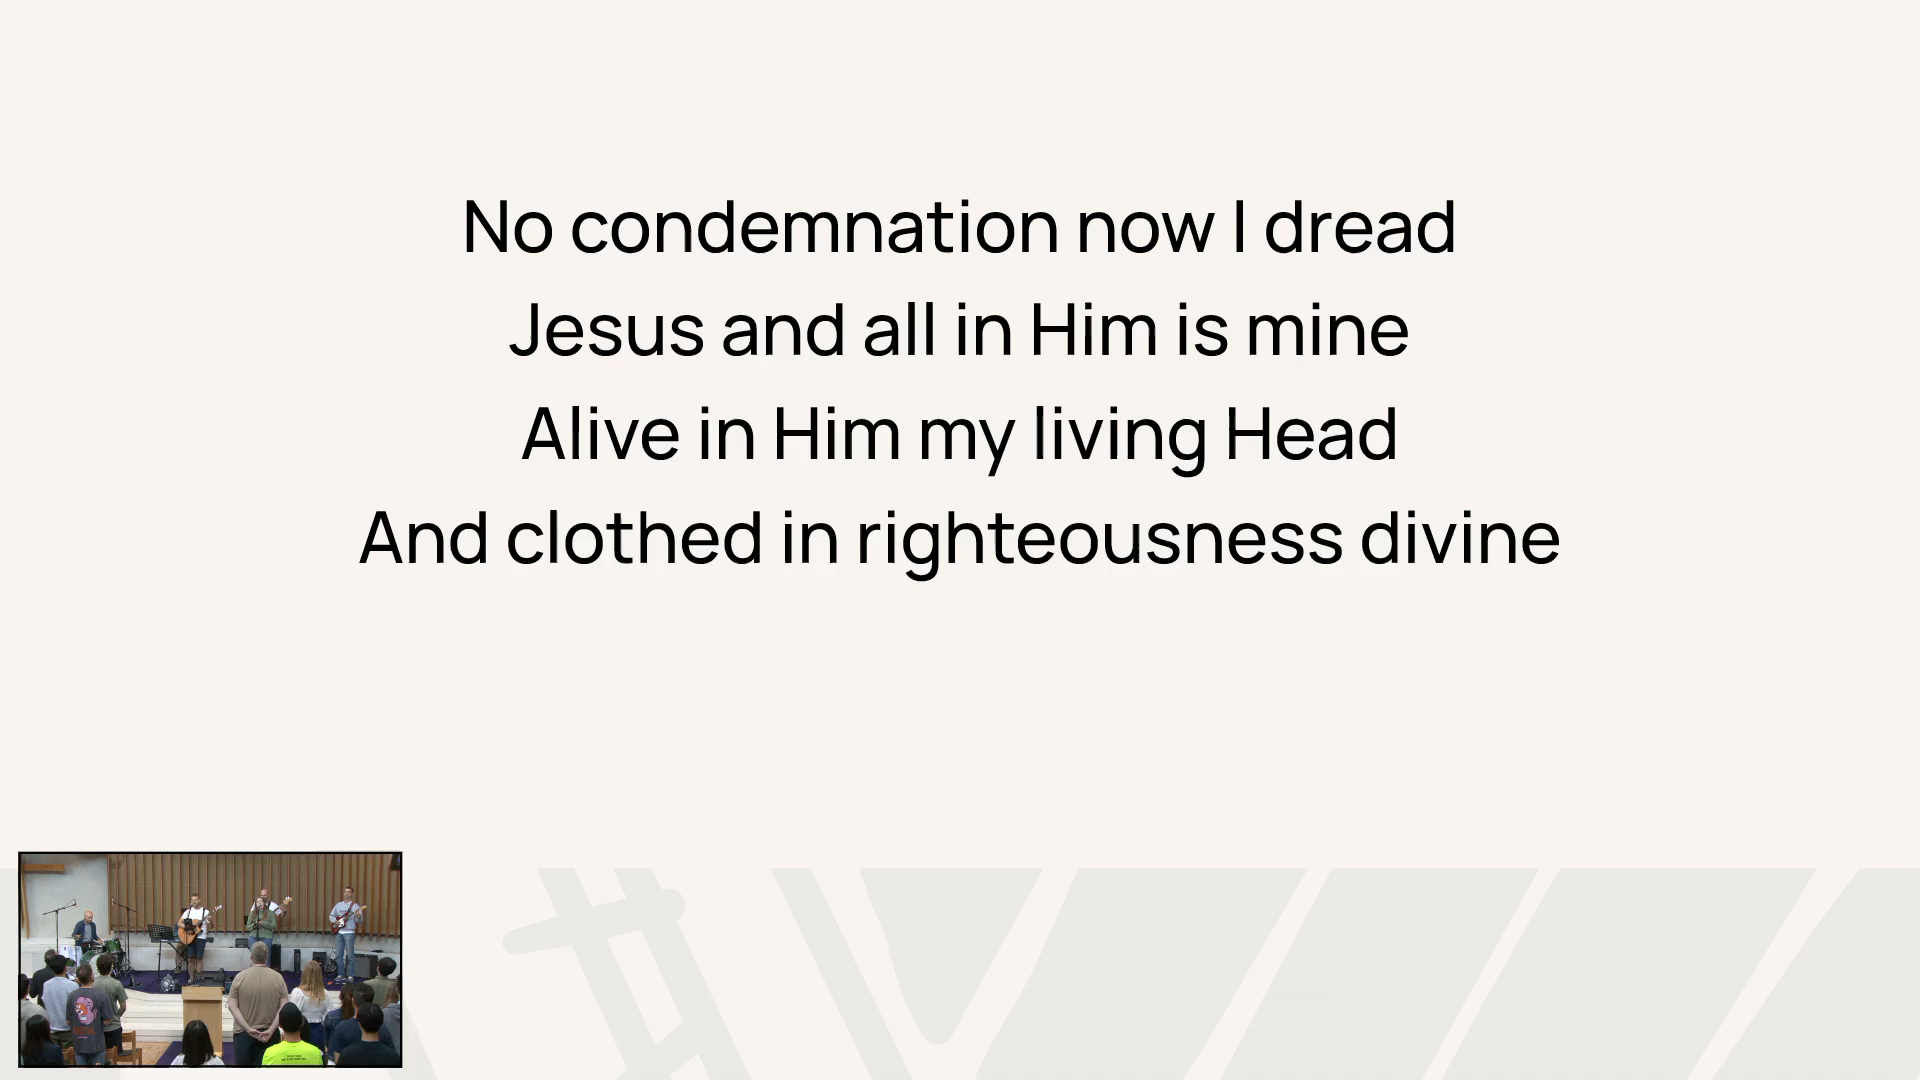 No condemnation now I dread
Jesus and all in Him is mine
Alive in Him my living Head
And clothed in righteousness divine